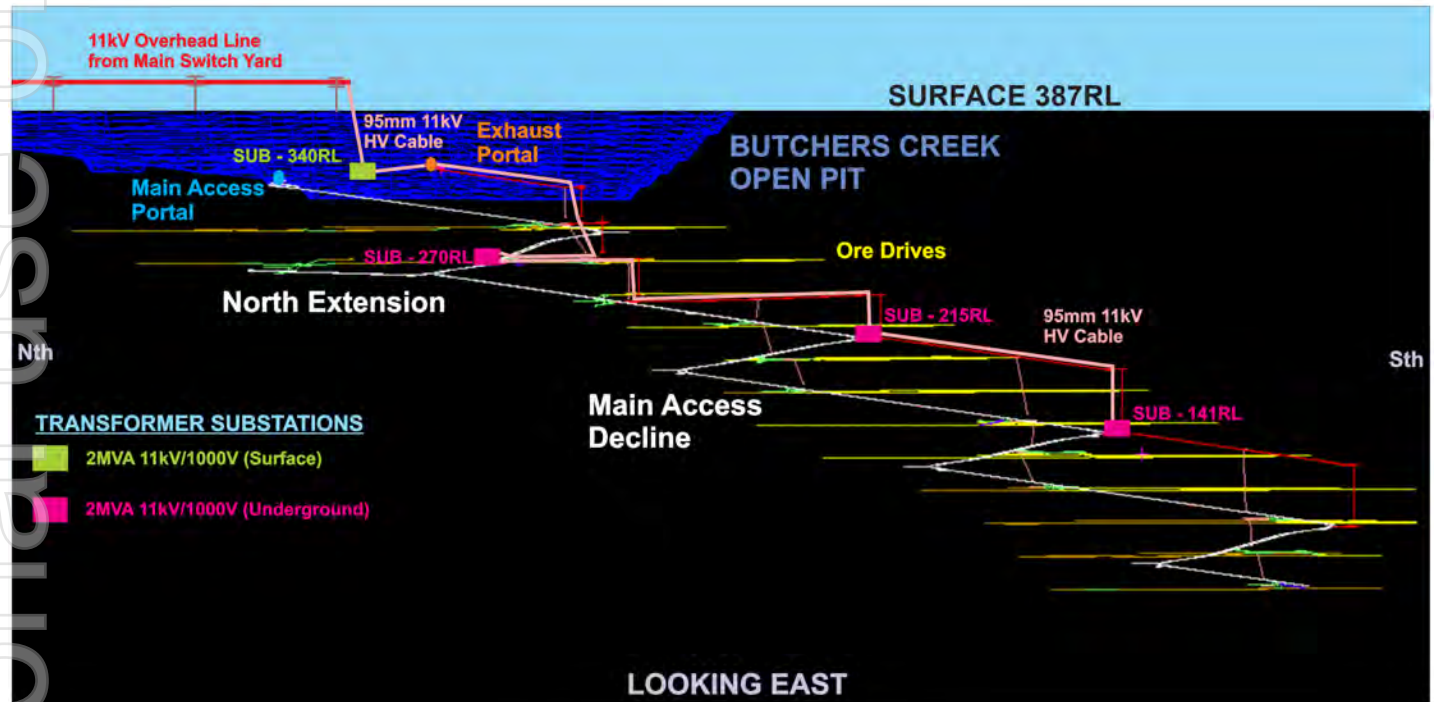 11kV Overhead Line
from Main Switch Yard
SURFACE 387RL
95mm 11kV
HV Cable
Exhaust
Portal
SUB - 340RL
BUTCHERS CREEK
OPEN PIT
Main Access
Portal
SUB - 270RL
Ore Drives
North Extension
SUB - 215RL
95mm 11kV
HV Cable
Nth
Sth
Main Access
Decline
SUB - 141RL
TRANSFORMER SUBSTATIONS
2MVA 11kV/1000V (Surface)
2MVA 11kV/1000V (Underground)
LOOKING EAST